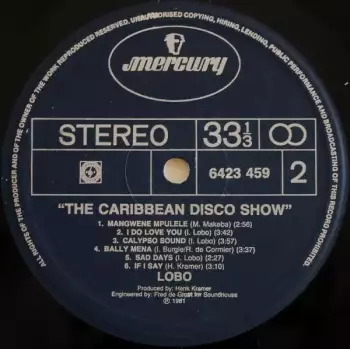 mercury
STEREO 33 1/3
6423 459 2
"THE CARIBBEAN DISCO SHOW"
1. MANGWENE MPULELE (M. Makeba) (2:56)
2. I DO LOVE YOU (I. Lobo) (3:42)
3. CALYPSO SOUND (I. Lobo) (3:57)
4. BALLY MENA (I. Burgie/R. de Cormier) (3:37)
5. SAD DAYS (I. Lobo) (3:27)
6. IF I SAY (H. Kramer) (3:10)
LOBO
Produced by: Henk Kramer
Engineered by: Fred de Groot for Soundhouse
℗ 1981
ALL RIGHTS OF THE PRODUCER AND OF THE OWNER OF THE WORK REPRODUCED RESERVED. UNAUTHORISED COPYING, HIRING, LENDING, PUBLIC PERFORMANCE AND BROADCASTING OF THIS RECORD PROHIBITED.